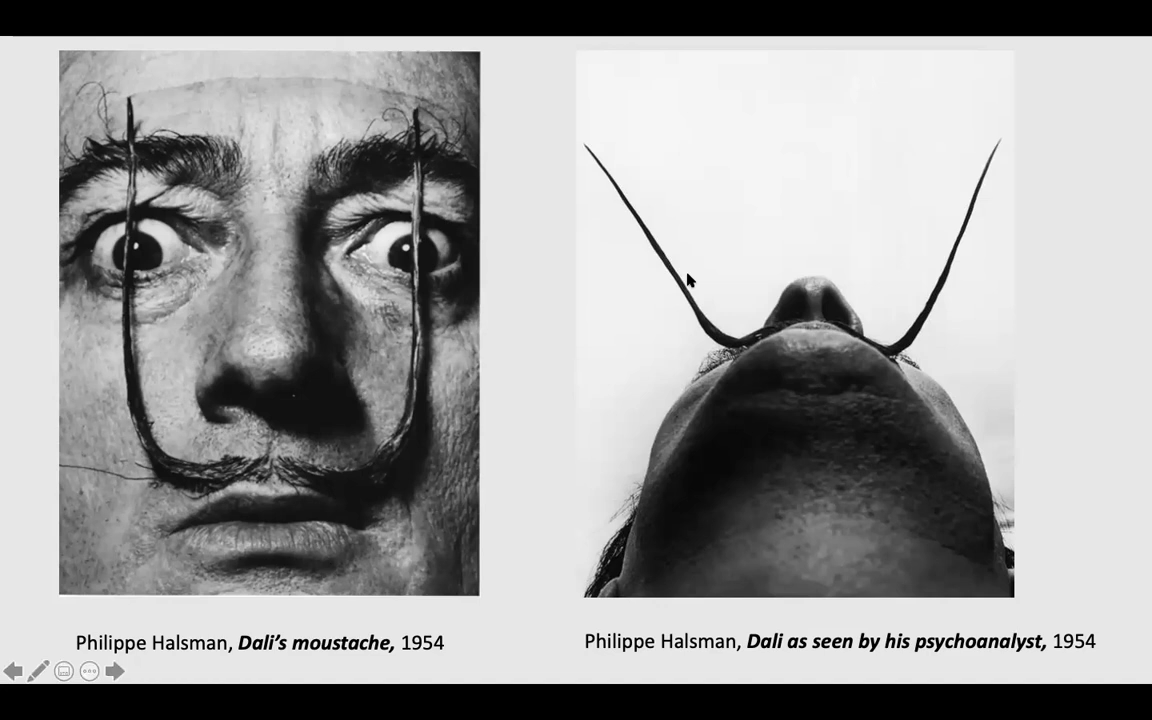 Philippe Halsman, Dali's moustache, 1954
Philippe Halsman, Dali as seen by his psychoanalyst, 1954